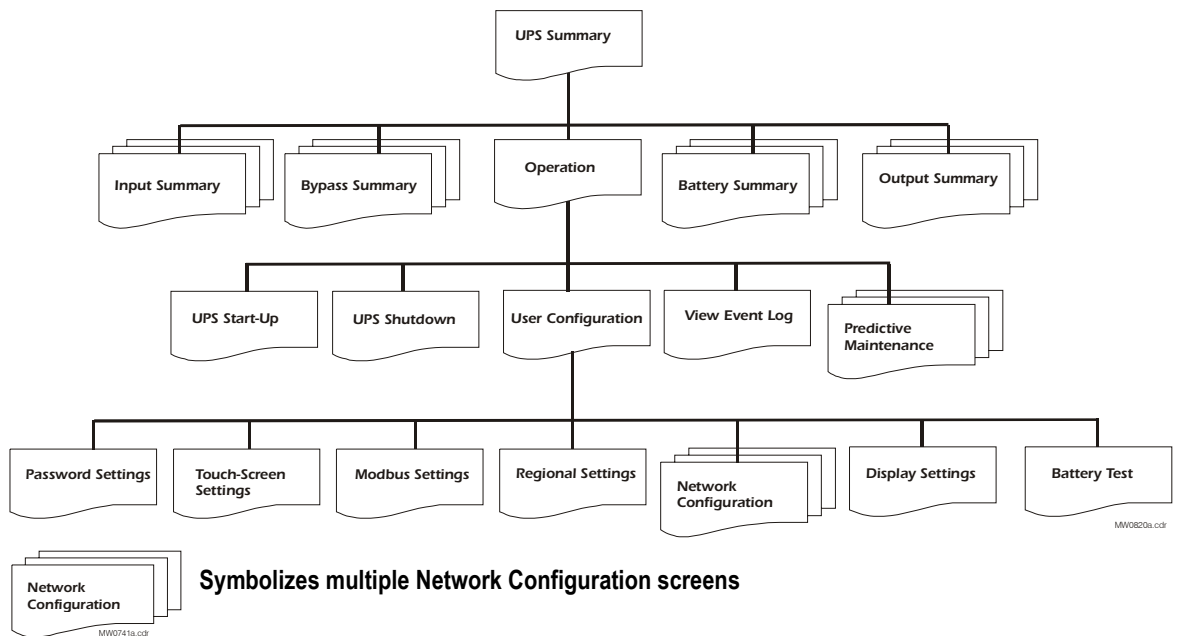 UPS Summary
Input Summary
Bypass Summary
Operation
Battery Summary
Output Summary
UPS Start-Up
UPS Shutdown
User Configuration
View Event Log
Predictive
Maintenance
Password Settings
Touch-Screen
Settings
Modbus Settings
Regional Settings
Network
Configuration
Display Settings
Battery Test
MW0820a.cdr
Network
Configuration
MW0741a.cdr
Symbolizes multiple Network Configuration screens